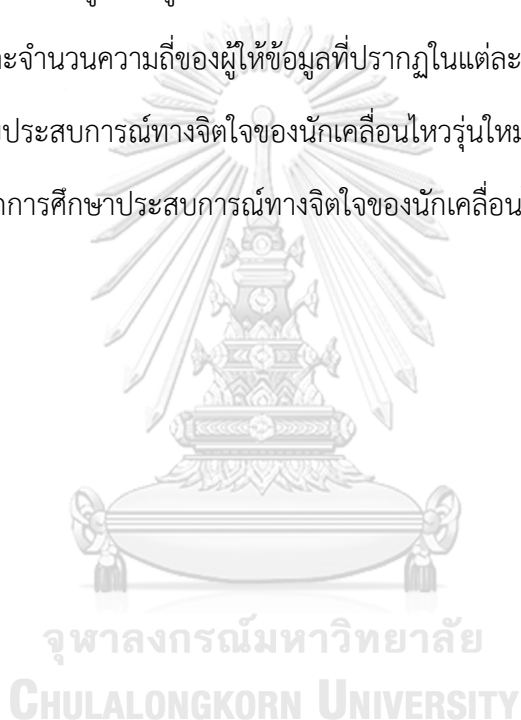 ะจำนวนความถี่ของผู้ให้ข้อมูลที่ปรากฏในแต่ละ
ประสบการณ์ทางจิตใจของนักเคลื่อนไหวรุ่นใหม
การศึกษาประสบการณ์ทางจิตใจของนักเคลื่อน
จุฬาลงกรณ์มหาวิทยาลัย
CHULALONGKORN UNIVERSITY